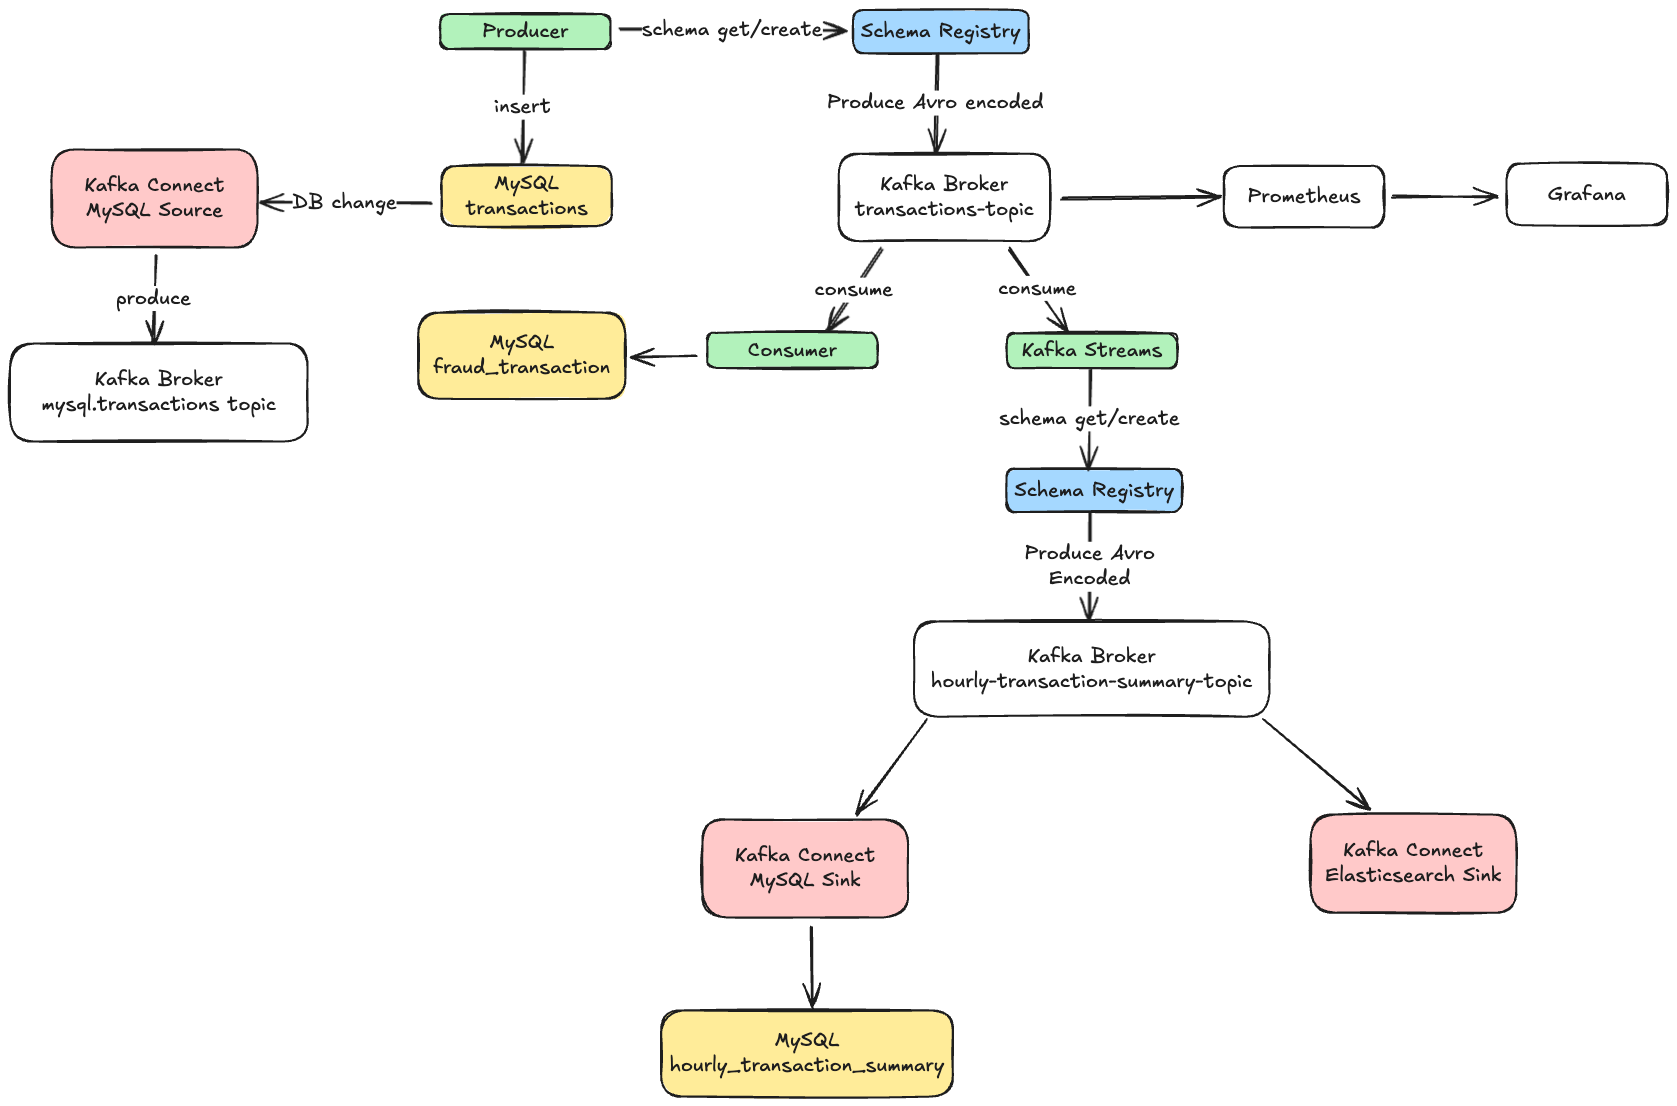 Producer
schema get/create
Schema Registry
insert
Produce Avro encoded
Kafka Connect
MySQL Source
DB change
MySQL
transactions
Kafka Broker
transactions-topic
Prometheus
Grafana
produce
consume
consume
Kafka Broker
mysql.transactions topic
MySQL
fraud_transaction
Consumer
Kafka Streams
schema get/create
Schema Registry
Produce Avro
Encoded
Kafka Broker
hourly-transaction-summary-topic
Kafka Connect
MySQL Sink
Kafka Connect
Elasticsearch Sink
MySQL
hourly_transaction_summary